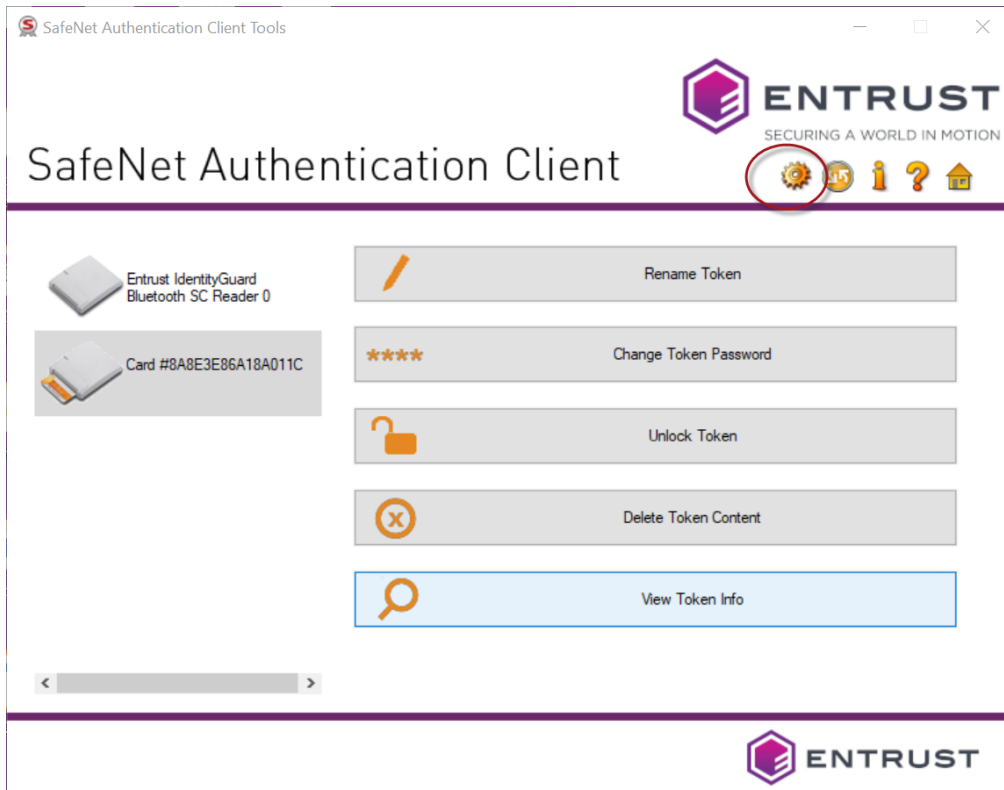 SafeNet Authentication Client Tools
ENTRUST
SECURING A WORLD IN MOTION
SafeNet Authentication Client
Entrust IdentityGuard
Bluetooth SC Reader 0
Card #8A8E3E86A18A011C
Rename Token
****
Change Token Password
Unlock Token
Delete Token Content
View Token Info
ENTRUST